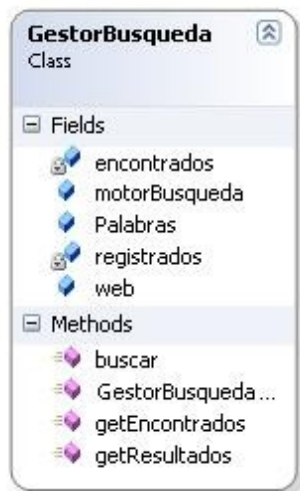 GestorBusqueda
Class
Fields
encontrados
motorBusqueda
Palabras
registrados
web
Methods
buscar
GestorBusqueda ...
getEncontrados
getResultados